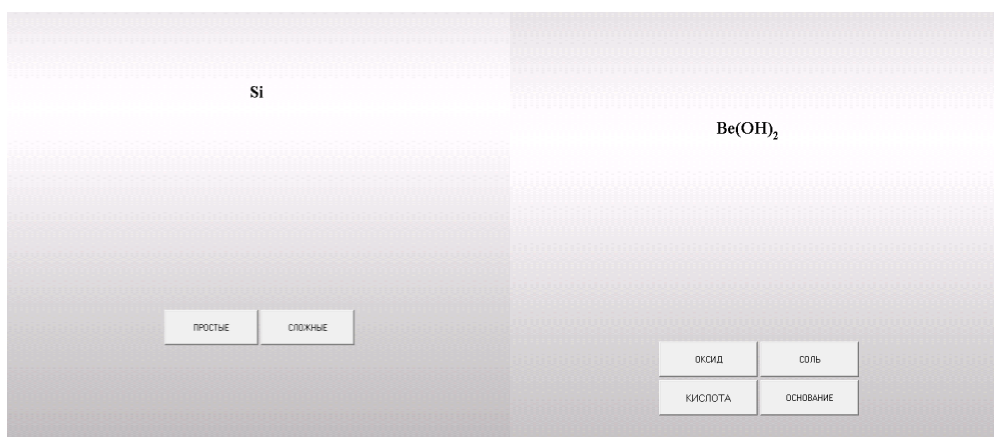 Si
ПРОСТЫЕ СЛОЖНЫЕ
Be(OH)₂
ОКСИД СОЛЬ
КИСЛОТА ОСНОВАНИЕ